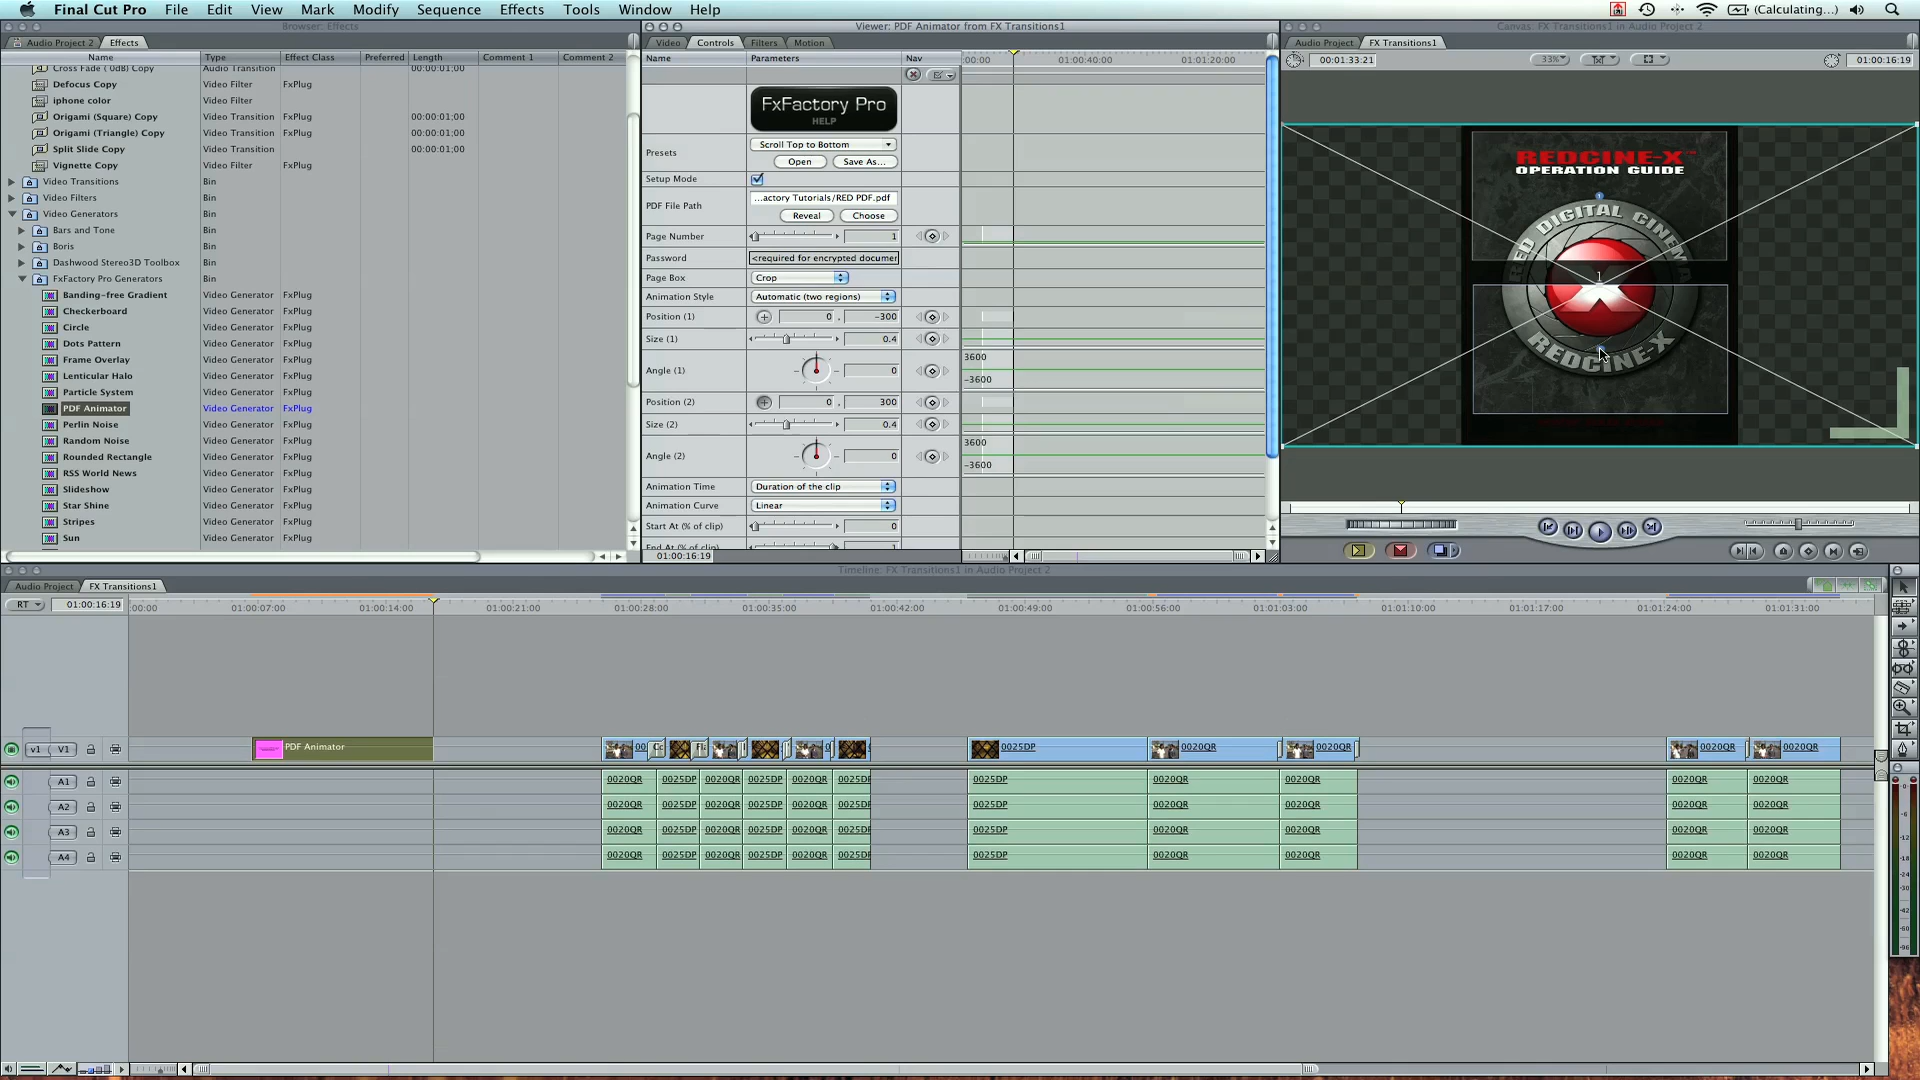 Final Cut Pro File Edit View Mark Modify Sequence Effects Tools Window Help (Calculating...)
Browser: Effects
Audio Project 2 Effects
Name Type Effect Class Preferred Length Comment 1 Comment 2
Cross Fade ( 0dB) Copy Audio Transition 00:00:01;00
Defocus Copy Video Filter FxPlug
iphone color Video Filter
Origami (Square) Copy Video Transition FxPlug 00:00:01;00
Origami (Triangle) Copy Video Transition FxPlug 00:00:01;00
Split Slide Copy Video Transition FxPlug 00:00:01;00
Vignette Copy Video Filter FxPlug
Video Transitions Bin
Video Filters Bin
Video Generators Bin
Bars and Tone Bin
Boris Bin
Dashwood Stereo3D Toolbox Bin
FxFactory Pro Generators Bin
Banding-free Gradient Video Generator FxPlug
Checkerboard Video Generator FxPlug
Circle Video Generator FxPlug
Dots Pattern Video Generator FxPlug
Frame Overlay Video Generator FxPlug
Lenticular Halo Video Generator FxPlug
Particle System Video Generator FxPlug
PDF Animator Video Generator FxPlug
Perlin Noise Video Generator FxPlug
Random Noise Video Generator FxPlug
Rounded Rectangle Video Generator FxPlug
RSS World News Video Generator FxPlug
Slideshow Video Generator FxPlug
Star Shine Video Generator FxPlug
Stripes Video Generator FxPlug
Sun Video Generator FxPlug
Viewer: PDF Animator from FX Transitions1
Video Controls Filters Motion
Name Parameters Nav :00:00 01:00:40:00 01:01:20:00
FxFactory Pro
HELP
Presets Scroll Top to Bottom
Open Save As...
Setup Mode
PDF File Path ...actory Tutorials/RED PDF.pdf
Reveal Choose
Page Number 1
Password <required for encrypted documer
Page Box Crop
Animation Style Automatic (two regions)
Position (1) 0 , -300
Size (1) 0.4
Angle (1) 0 3600
-3600
Position (2) 0 , 300
Size (2) 0.4
Angle (2) 0 3600
-3600
Animation Time Duration of the clip
Animation Curve Linear
Start At (% of clip) 0
End At (% of clip) 1
01:00:16:19
Canvas: FX Transitions1 in Audio Project 2
Audio Project FX Transitions1
00:01:33:21 33% 01:00:16:19
REDCINE-X™
OPERATION GUIDE
RED DIGITAL CINEMA
1
X
REDCINE-X
Timeline: FX Transitions1 in Audio Project 2
Audio Project FX Transitions1
RT 01:00:16:19 :00:00 01:00:07:00 01:00:14:00 01:00:21:00 01:00:28:00 01:00:35:00 01:00:42:00 01:00:49:00 01:00:56:00 01:01:03:00 01:01:10:00 01:01:17:00 01:01:24:00 01:01:31:00
v1 V1 PDF Animator 00 0025DP 0020QR 0020QR 0020QR 0020QR
A1 0020QR 0025DP 0020QR 0025DP 0020QR 0025DP 0025DP 0020QR 0020QR 0020QR 0020QR
A2 0020QR 0025DP 0020QR 0025DP 0020QR 0025DP 0025DP 0020QR 0020QR 0020QR 0020QR
A3 0020QR 0025DP 0020QR 0025DP 0020QR 0025DP 0025DP 0020QR 0020QR 0020QR 0020QR
A4 0020QR 0025DP 0020QR 0025DP 0020QR 0025DP 0025DP 0020QR 0020QR 0020QR 0020QR